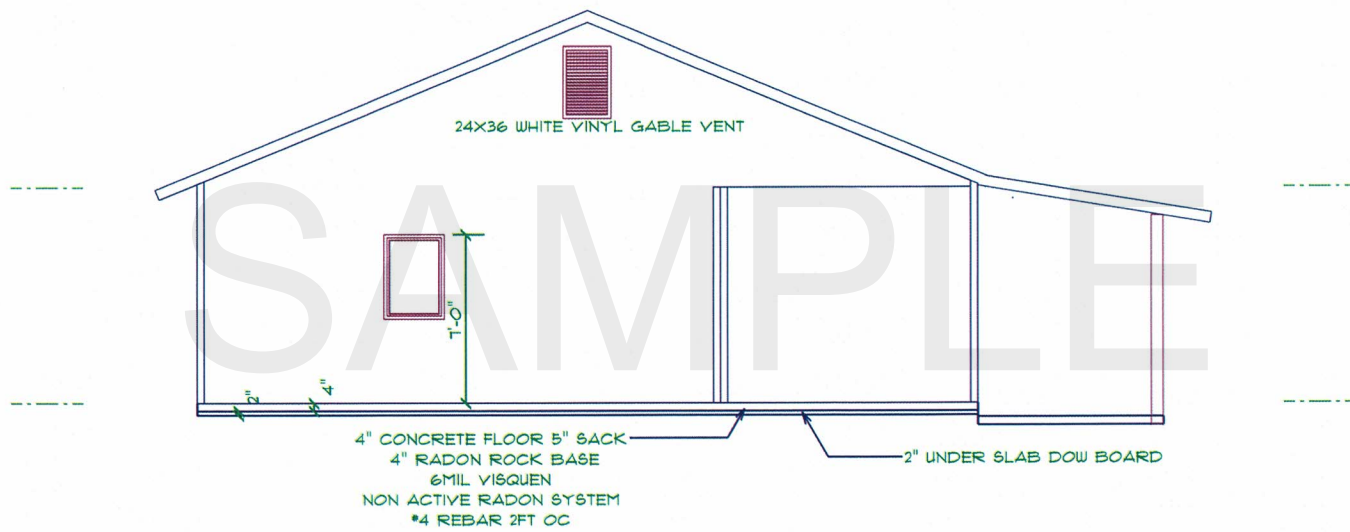 24X36 WHITE VINYL GABLE VENT
SAMPLE
7'-0"
2"
4"
4" CONCRETE FLOOR 5" SACK
4" RADON ROCK BASE
6MIL VISQUEN
NON ACTIVE RADON SYSTEM
#4 REBAR 2FT OC
2" UNDER SLAB DOW BOARD